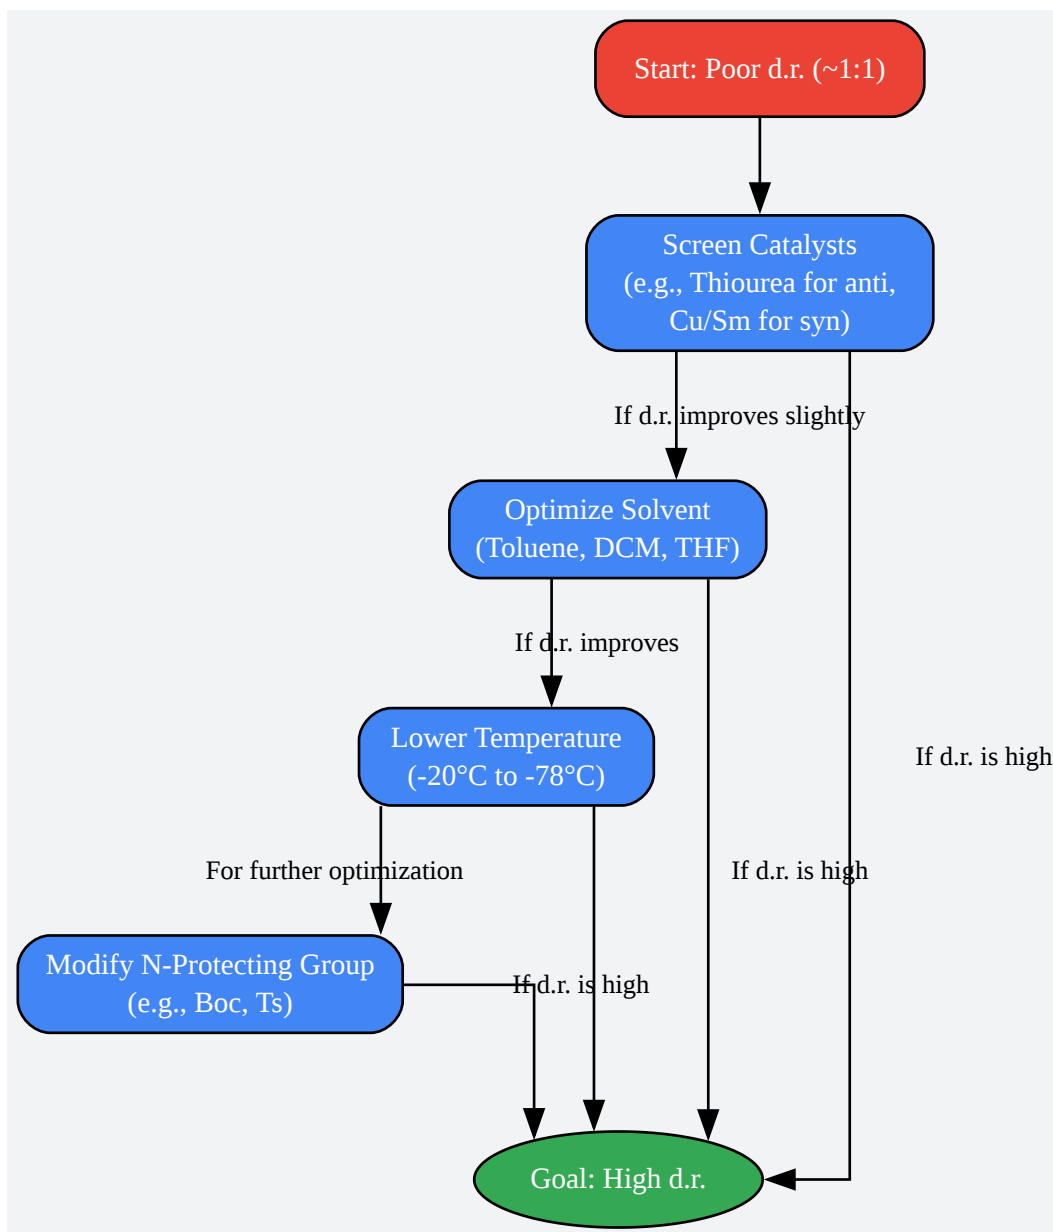 Start: Poor d.r. (~1:1)
Screen Catalysts
(e.g., Thiourea for anti,
Cu/Sm for syn)
If d.r. improves slightly
Optimize Solvent
(Toluene, DCM, THF)
If d.r. improves
Lower Temperature
(-20°C to -78°C)
If d.r. is high
For further optimization
If d.r. is high
Modify N-Protecting Group
(e.g., Boc, Ts)
If d.r. is high
Goal: High d.r.